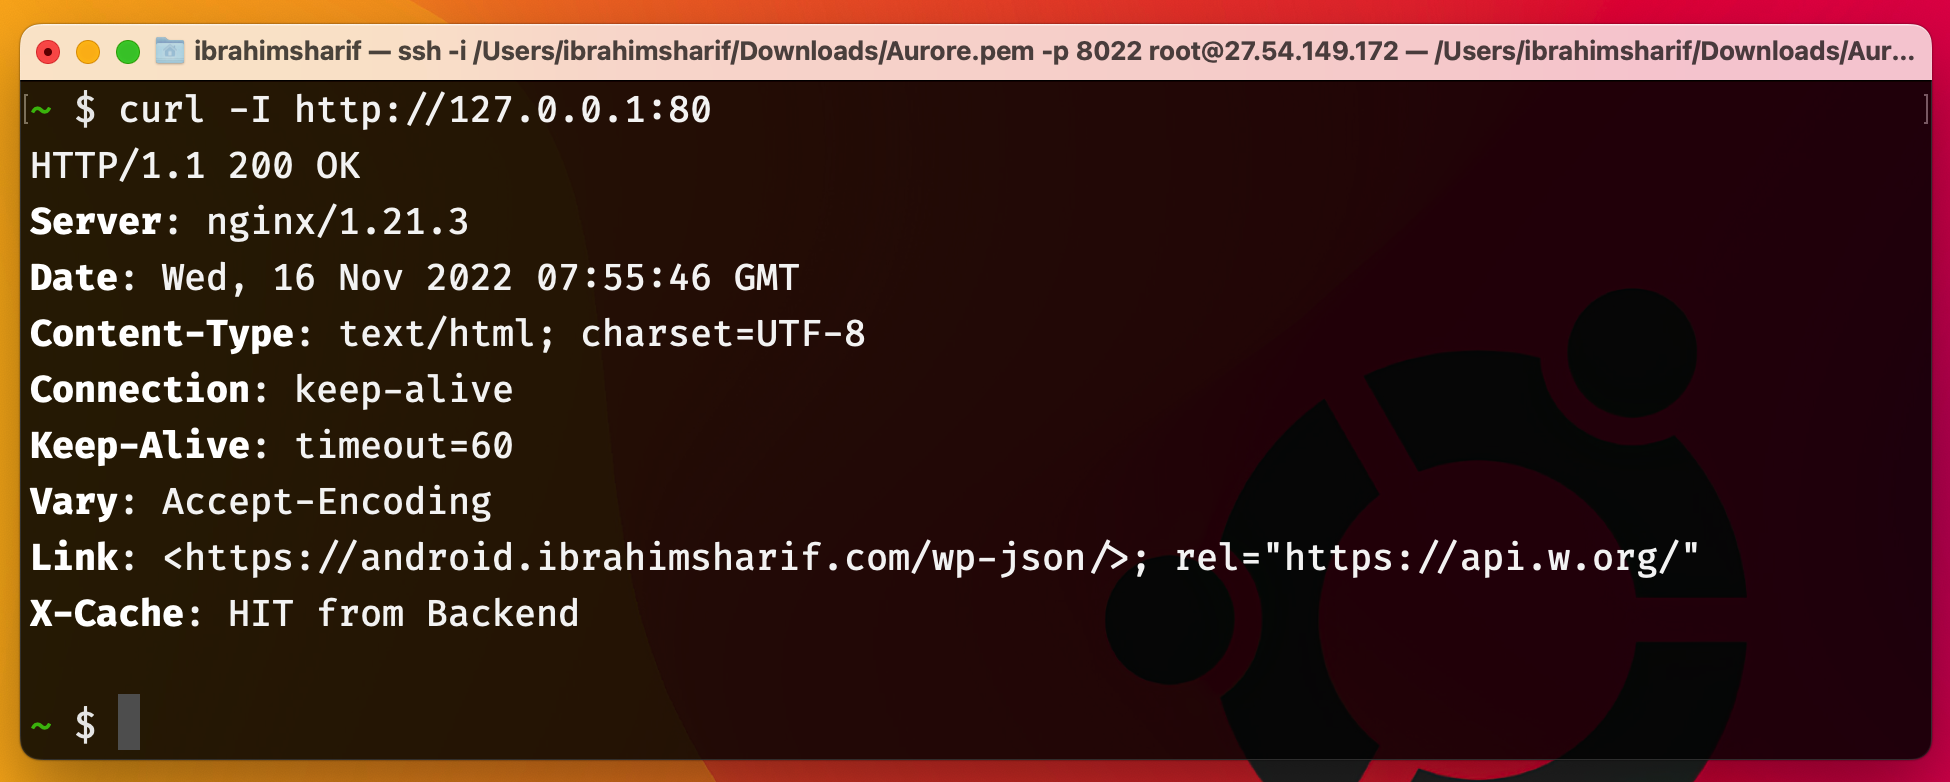 ibrahimsharif — ssh -i /Users/ibrahimsharif/Downloads/Aurore.pem -p 8022 root@27.54.149.172 — /Users/ibrahimsharif/Downloads/Aur...
~ $ curl -I http://127.0.0.1:80
HTTP/1.1 200 OK
Server: nginx/1.21.3
Date: Wed, 16 Nov 2022 07:55:46 GMT
Content-Type: text/html; charset=UTF-8
Connection: keep-alive
Keep-Alive: timeout=60
Vary: Accept-Encoding
Link: <https://android.ibrahimsharif.com/wp-json/>; rel="https://api.w.org/"
X-Cache: HIT from Backend
~ $